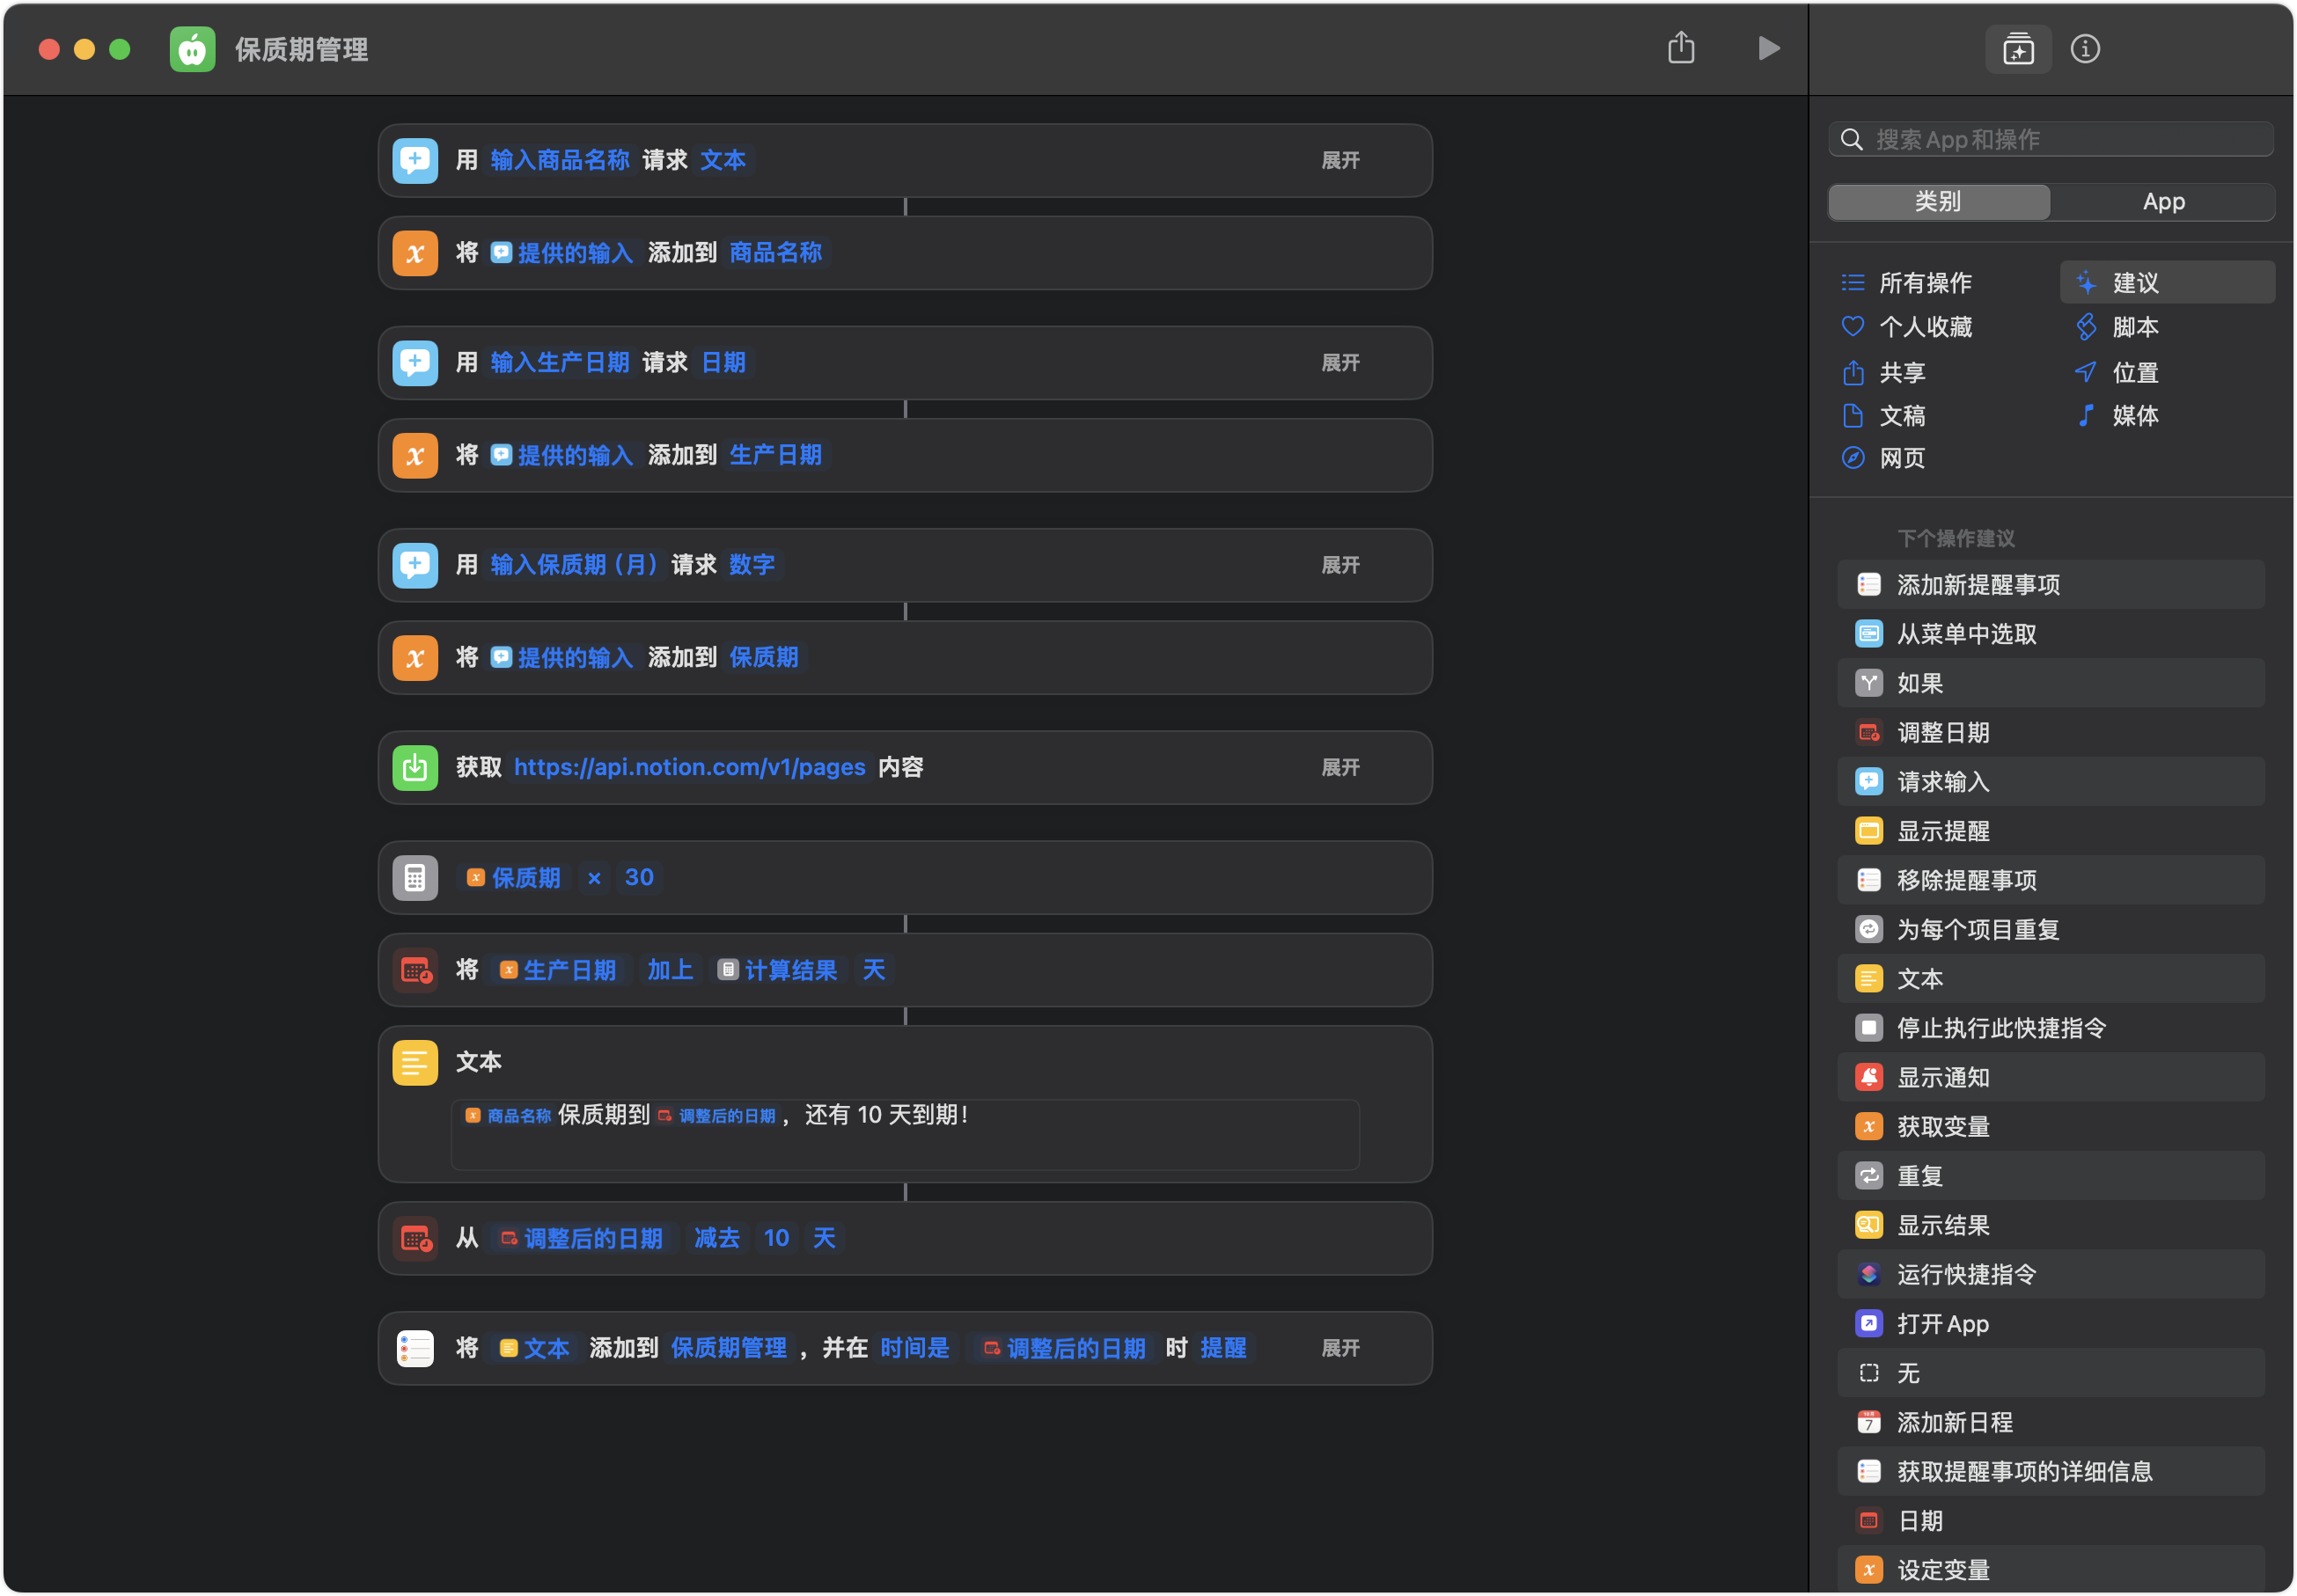 保质期管理
用 输入商品名称 请求 文本 展开
将 提供的输入 添加到 商品名称
用 输入生产日期 请求 日期 展开
将 提供的输入 添加到 生产日期
用 输入保质期（月） 请求 数字 展开
将 提供的输入 添加到 保质期
获取 https://api.notion.com/v1/pages 内容 展开
保质期 × 30
将 生产日期 加上 计算结果 天
文本
商品名称 保质期到 调整后的日期， 还有 10 天到期！
从 调整后的日期 减去 10 天
将 文本 添加到 保质期管理 ，并在 时间是 调整后的日期 时 提醒 展开
搜索 App 和操作
类别 App
所有操作 建议
个人收藏 脚本
共享 位置
文稿 媒体
网页
下个操作建议
添加新提醒事项
从菜单中选取
如果
调整日期
请求输入
显示提醒
移除提醒事项
为每个项目重复
文本
停止执行此快捷指令
显示通知
获取变量
重复
显示结果
运行快捷指令
打开 App
无
添加新日程
获取提醒事项的详细信息
日期
设定变量